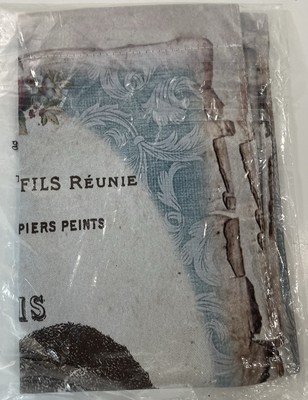 FILS RÉUNIE
PIERS PEINTS
IS